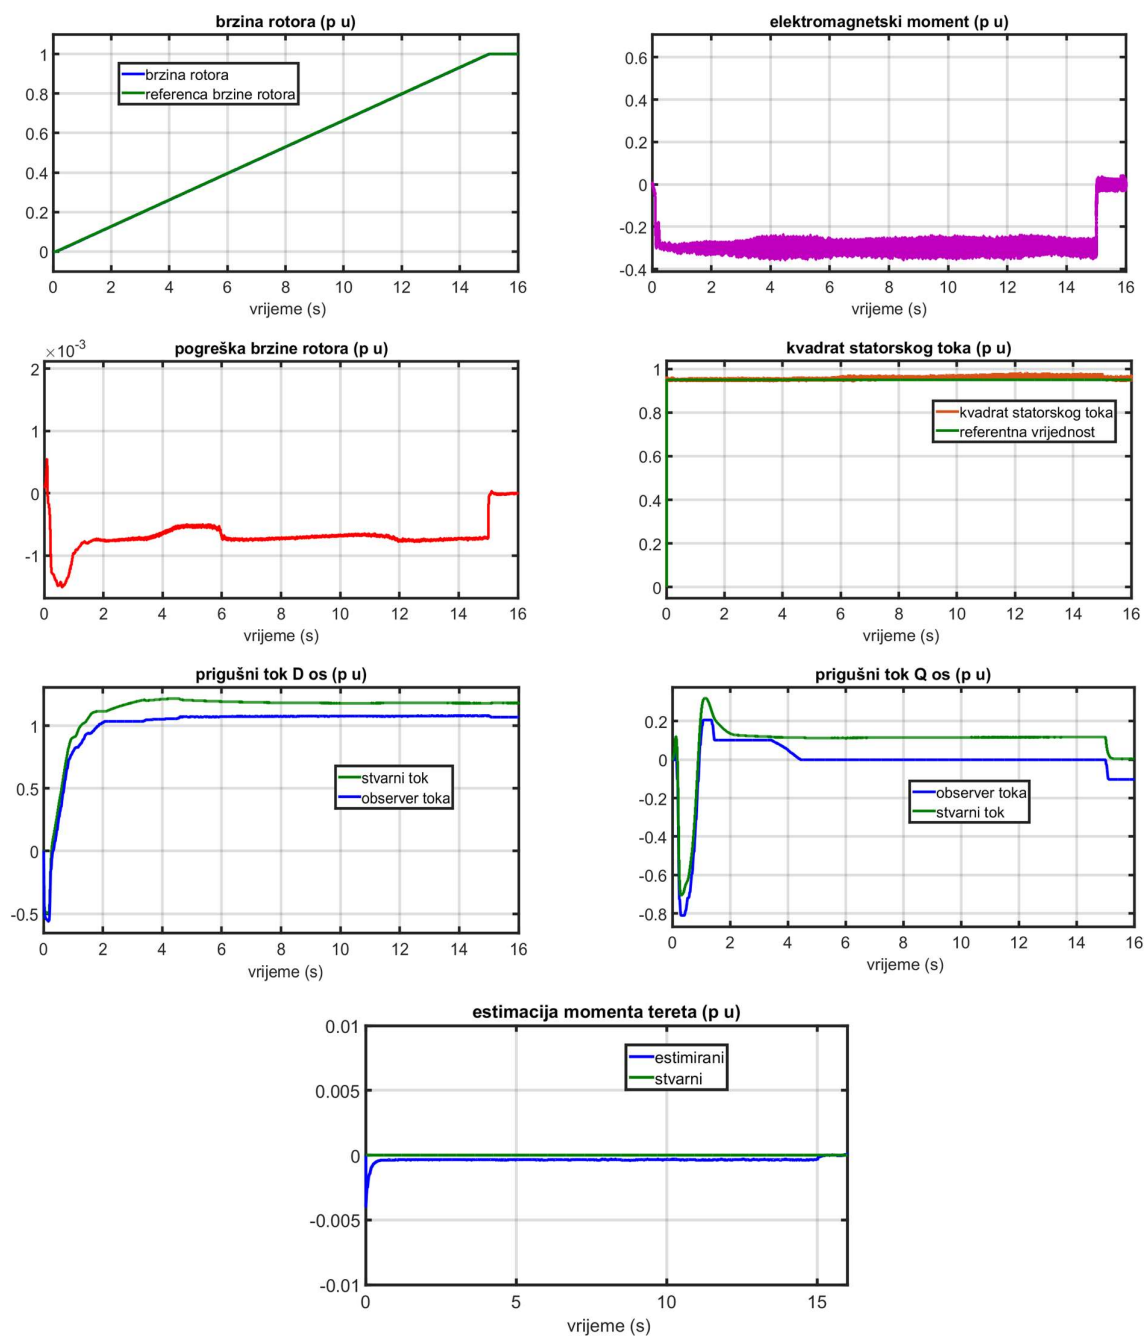 brzina rotora (p u)
1
0.8
0.6
0.4
0.2
0
brzina rotora
referenca brzine rotora
0 2 4 6 8 10 12 14 16
vrijeme (s)
elektromagnetski moment (p u)
0.6
0.4
0.2
0
-0.2
-0.4
0 2 4 6 8 10 12 14 16
vrijeme (s)
pogreška brzine rotora (p u)
×10-3
2
1
0
-1
0 2 4 6 8 10 12 14 16
vrijeme (s)
kvadrat statorskog toka (p u)
1
0.8
0.6
0.4
0.2
0
kvadrat statorskog toka
referentna vrijednost
0 2 4 6 8 10 12 14 16
vrijeme (s)
prigušni tok D os (p u)
1
0.5
0
-0.5
stvarni tok
observer toka
0 2 4 6 8 10 12 14 16
vrijeme (s)
prigušni tok Q os (p u)
0.2
0
-0.2
-0.4
-0.6
-0.8
observer toka
stvarni tok
0 2 4 6 8 10 12 14 16
vrijeme (s)
estimacija momenta tereta (p u)
0.01
0.005
0
-0.005
-0.01
estimirani
stvarni
0 5 10 15
vrijeme (s)